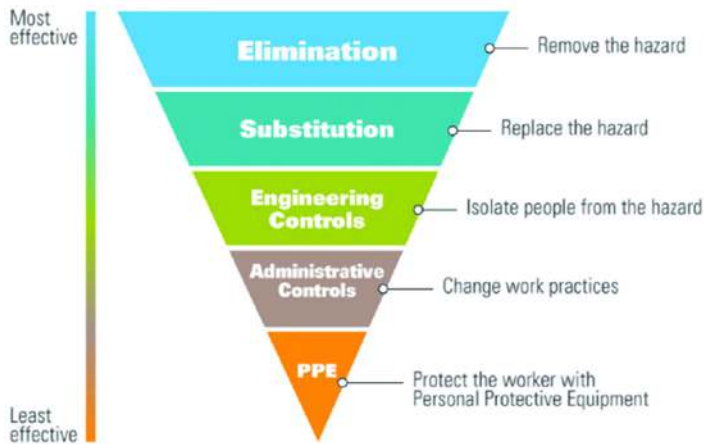 Most
effective
Elimination
Remove the hazard
Substitution
Replace the hazard
Engineering
Controls
Isolate people from the hazard
Administrative
Controls
Change work practices
PPE
Protect the worker with
Personal Protective Equipment
Least
effective